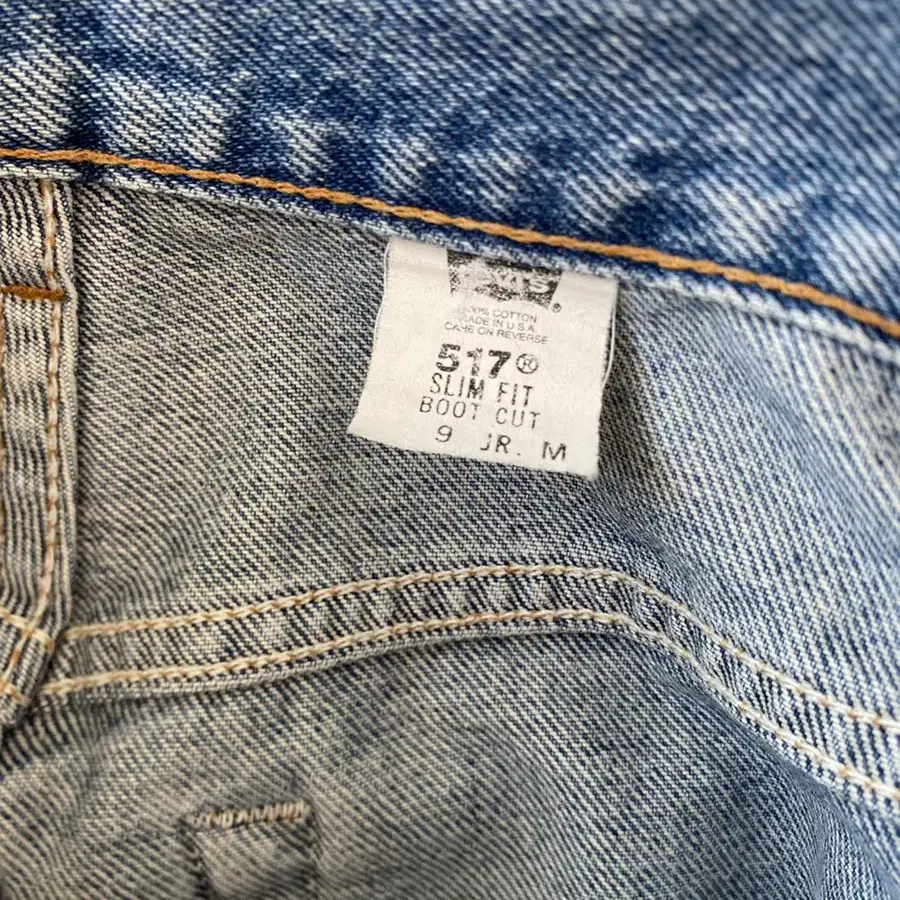 100% COTTON
MADE IN U.S.A.
CARE ON REVERSE
517®
SLIM FIT
BOOT CUT
9 JR. M